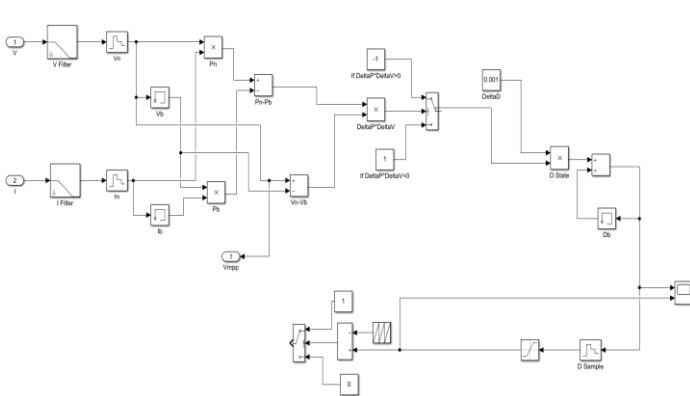 1
V
V Filter
Vn
×
Pn
-1
If DeltaP*DeltaV>0
+
−
Pn-Pb
0.001
DeltaD
Vb
×
DeltaP*DeltaV
1
If DeltaP*DeltaV<0
×
D State
+
+
2
I
I Filter
In
×
Pb
+
−
Vn-Vb
Ib
Db
1
Vmpp
1
D Sample
0